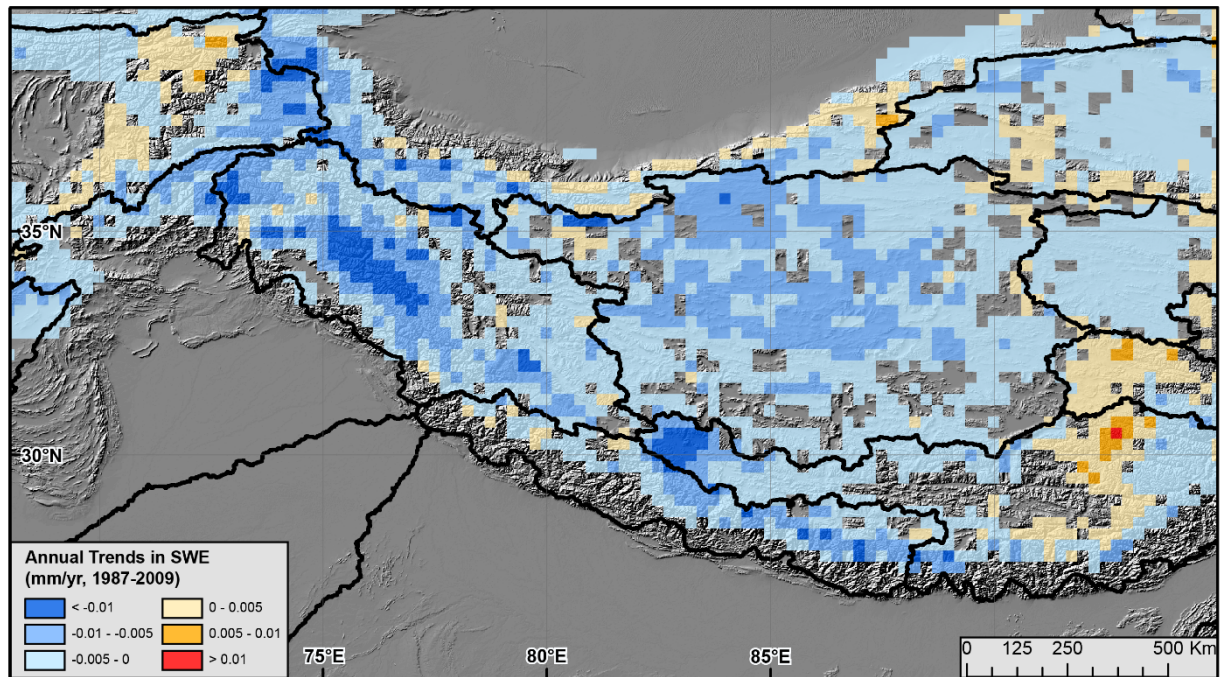 35°N
30°N
Annual Trends in SWE
(mm/yr, 1987-2009)
< -0.01
0 - 0.005
-0.01 - -0.005
0.005 - 0.01
-0.005 - 0
> 0.01
75°E
80°E
85°E
0 125 250 500 Km